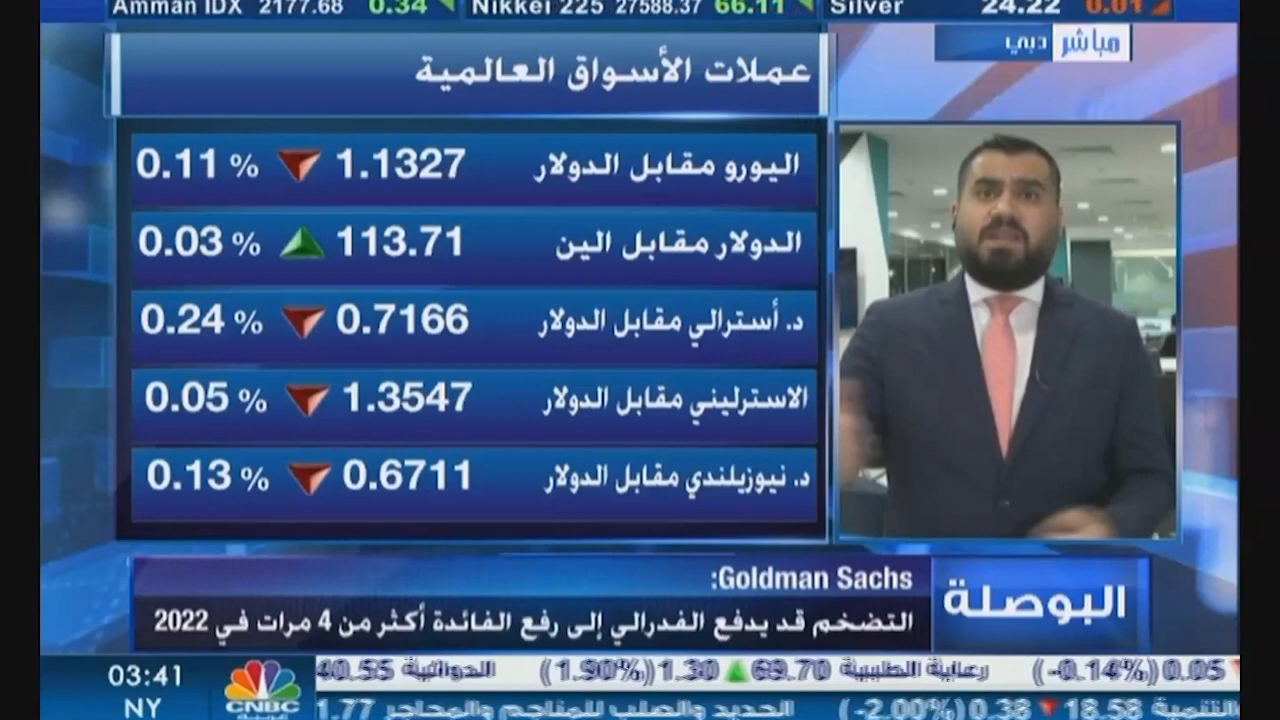 Amman IDX 2177.68 0.34 Nikkei 225 27588.37 66.11 Silver 24.22 0.01
مباشر دبي
عملات الأسواق العالمية
اليورو مقابل الدولار 1.1327 0.11 %
الدولار مقابل الين 113.71 0.03 %
د. أسترالي مقابل الدولار 0.7166 0.24 %
الاسترليني مقابل الدولار 1.3547 0.05 %
د. نيوزيلندي مقابل الدولار 0.6711 0.13 %
البوصلة
Goldman Sachs:
التضخم قد يدفع الفدرالي إلى رفع الفائدة أكثر من 4 مرات في 2022
03:41
NY
CNBC
عربية
0.05 (-0.14%) رعاية الطبية 69.70 1.30 (1.90%) الدوائية 40.55
18.58 0.38 (-2.00%) الحديد والصلب للمناجم والمحاجر 1.77